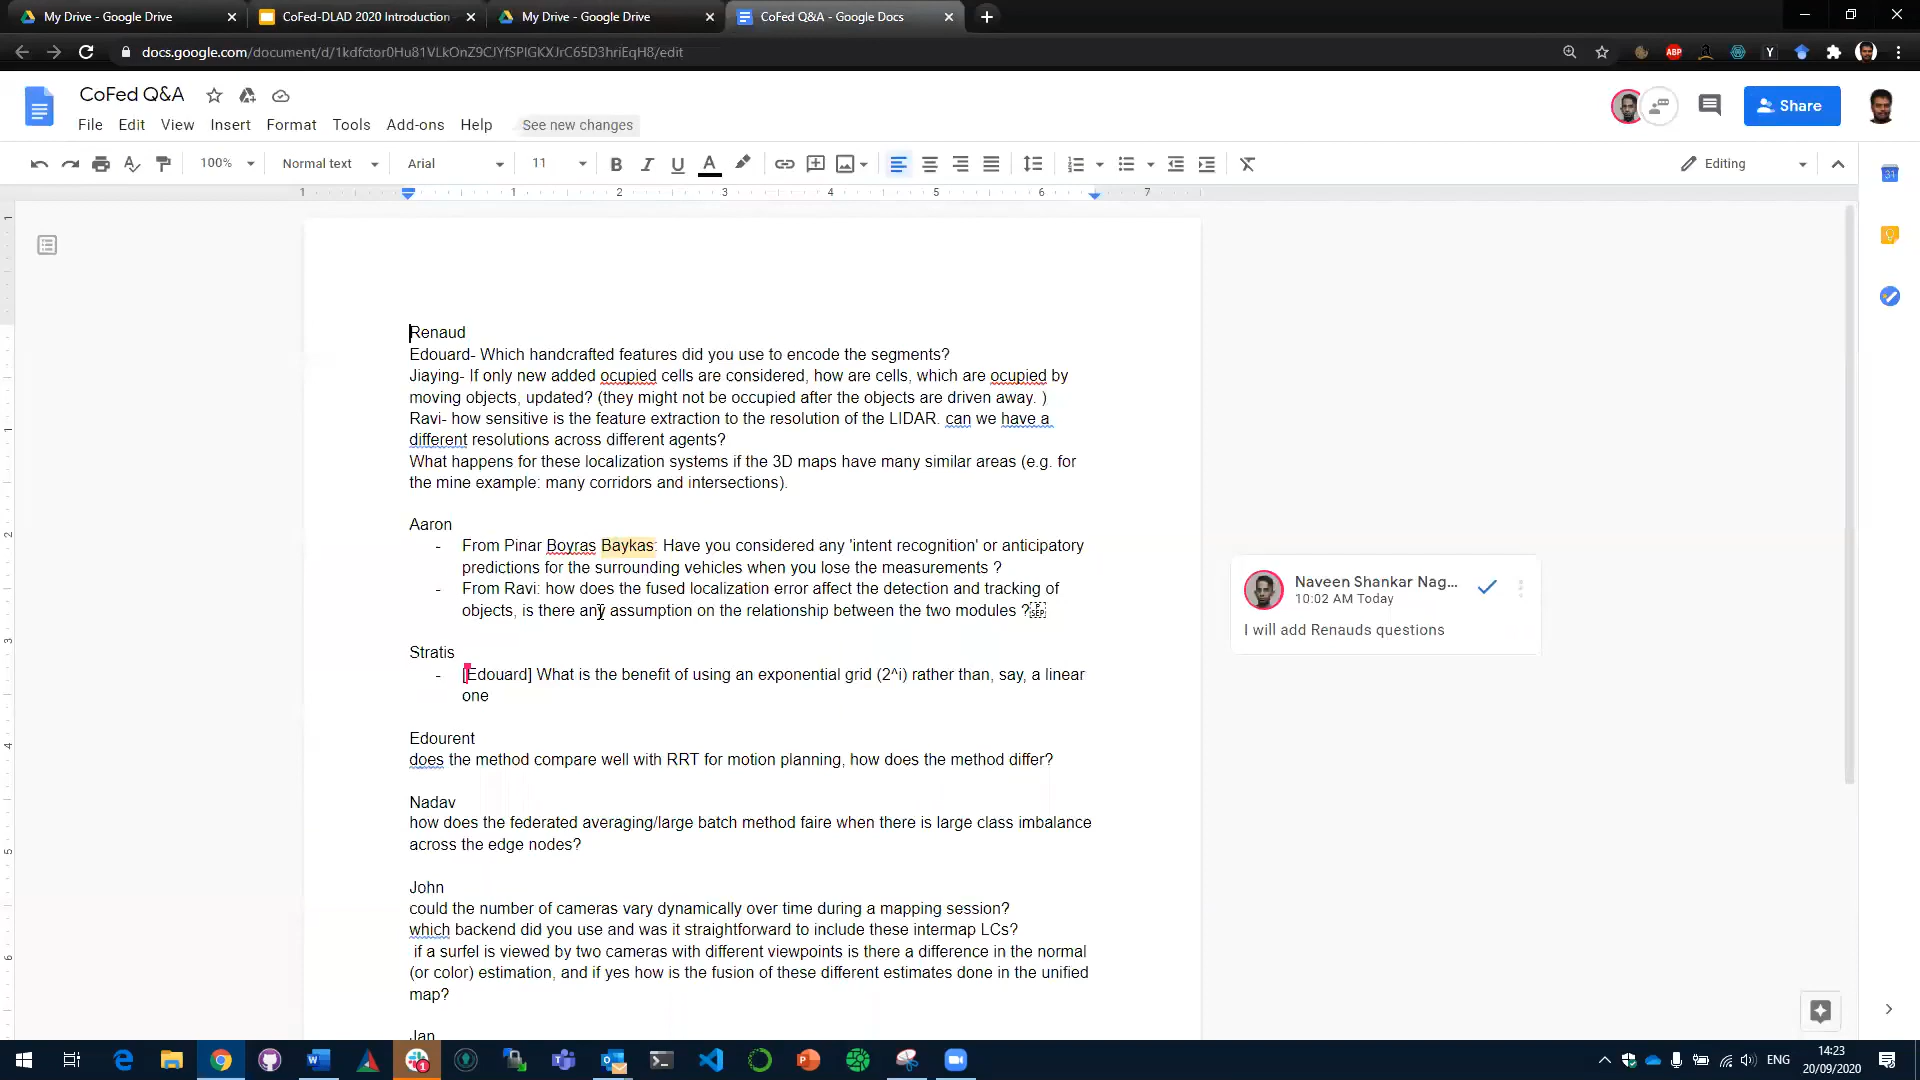 My Drive - Google Drive
CoFed-DLAD 2020 Introduction
My Drive - Google Drive
CoFed Q&A - Google Docs
docs.google.com/document/d/1kdfctor0Hu81VLkOnZ9CJYfSPlGKXJrC65D3hriEqH8/edit
ABP
Y
CoFed Q&A
File Edit View Insert Format Tools Add-ons Help See new changes
Share
100% Normal text Arial 11 B I U A Editing
31
1 1 2 3 4 5 6 7
Renaud
Edouard- Which handcrafted features did you use to encode the segments?
Jiaying- If only new added ocupied cells are considered, how are cells, which are ocupied by
moving objects, updated? (they might not be occupied after the objects are driven away. )
Ravi- how sensitive is the feature extraction to the resolution of the LIDAR. can we have a
different resolutions across different agents?
What happens for these localization systems if the 3D maps have many similar areas (e.g. for
the mine example: many corridors and intersections).
Aaron
- From Pinar Boyras Baykas: Have you considered any 'intent recognition' or anticipatory
predictions for the surrounding vehicles when you lose the measurements ?
- From Ravi: how does the fused localization error affect the detection and tracking of
objects, is there any assumption on the relationship between the two modules ?SEP
Naveen Shankar Nag...
10:02 AM Today
I will add Renauds questions
Stratis
- [Edouard] What is the benefit of using an exponential grid (2^i) rather than, say, a linear
one
Edourent
does the method compare well with RRT for motion planning, how does the method differ?
Nadav
how does the federated averaging/large batch method faire when there is large class imbalance
across the edge nodes?
John
could the number of cameras vary dynamically over time during a mapping session?
which backend did you use and was it straightforward to include these intermap LCs?
if a surfel is viewed by two cameras with different viewpoints is there a difference in the normal
(or color) estimation, and if yes how is the fusion of these different estimates done in the unified
map?
Jan
ENG
14:23
20/09/2020